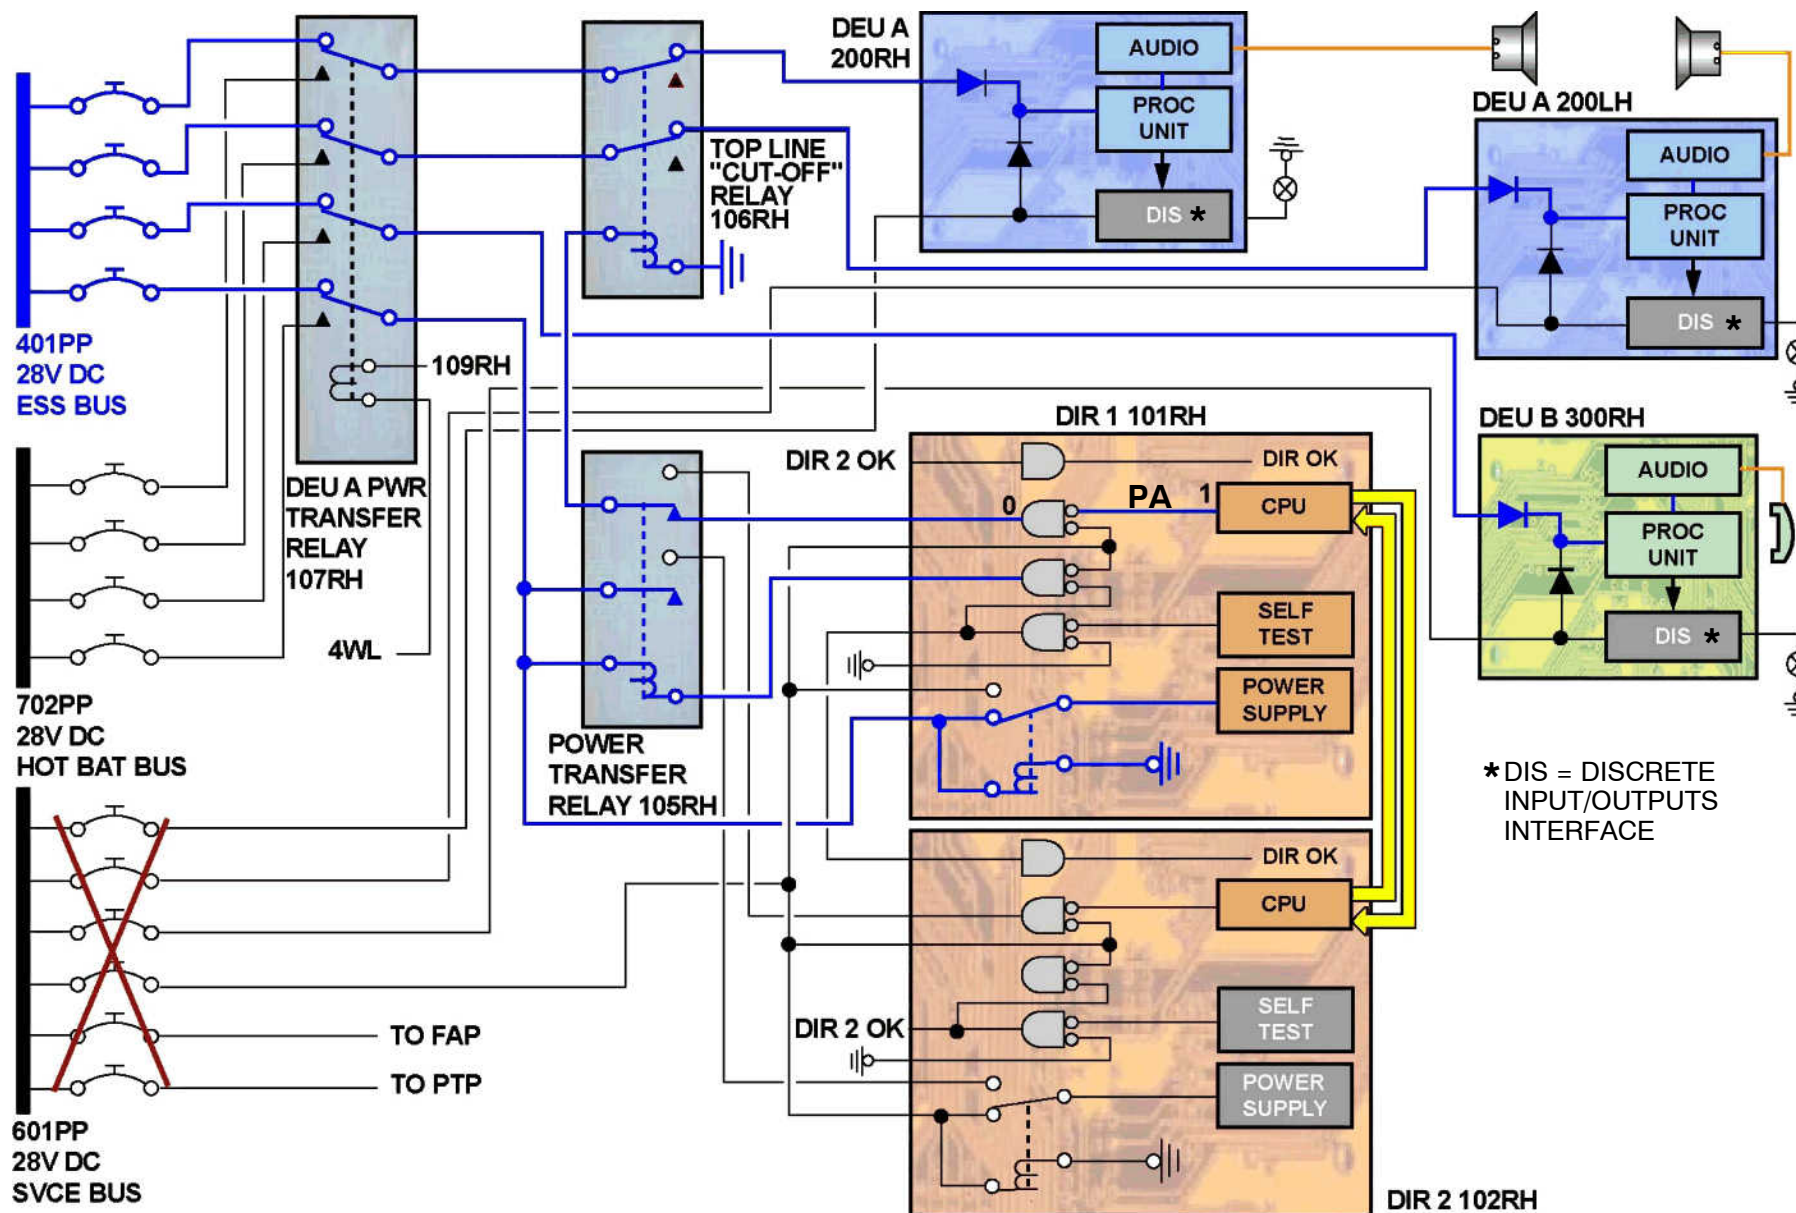 DEU A
200RH
AUDIO
PROC
UNIT
DIS *
DEU A 200LH
AUDIO
PROC
UNIT
DIS *
TOP LINE
"CUT-OFF"
RELAY
106RH
401PP
28V DC
ESS BUS
109RH
DEU A PWR
TRANSFER
RELAY
107RH
4WL
702PP
28V DC
HOT BAT BUS
POWER
TRANSFER
RELAY 105RH
DIR 1 101RH
DIR 2 OK
DIR OK
0
PA
1
CPU
SELF
TEST
POWER
SUPPLY
DEU B 300RH
AUDIO
PROC
UNIT
DIS *
* DIS = DISCRETE
INPUT/OUTPUTS
INTERFACE
DIR OK
CPU
DIR 2 OK
SELF
TEST
POWER
SUPPLY
DIR 2 102RH
TO FAP
TO PTP
601PP
28V DC
SVCE BUS